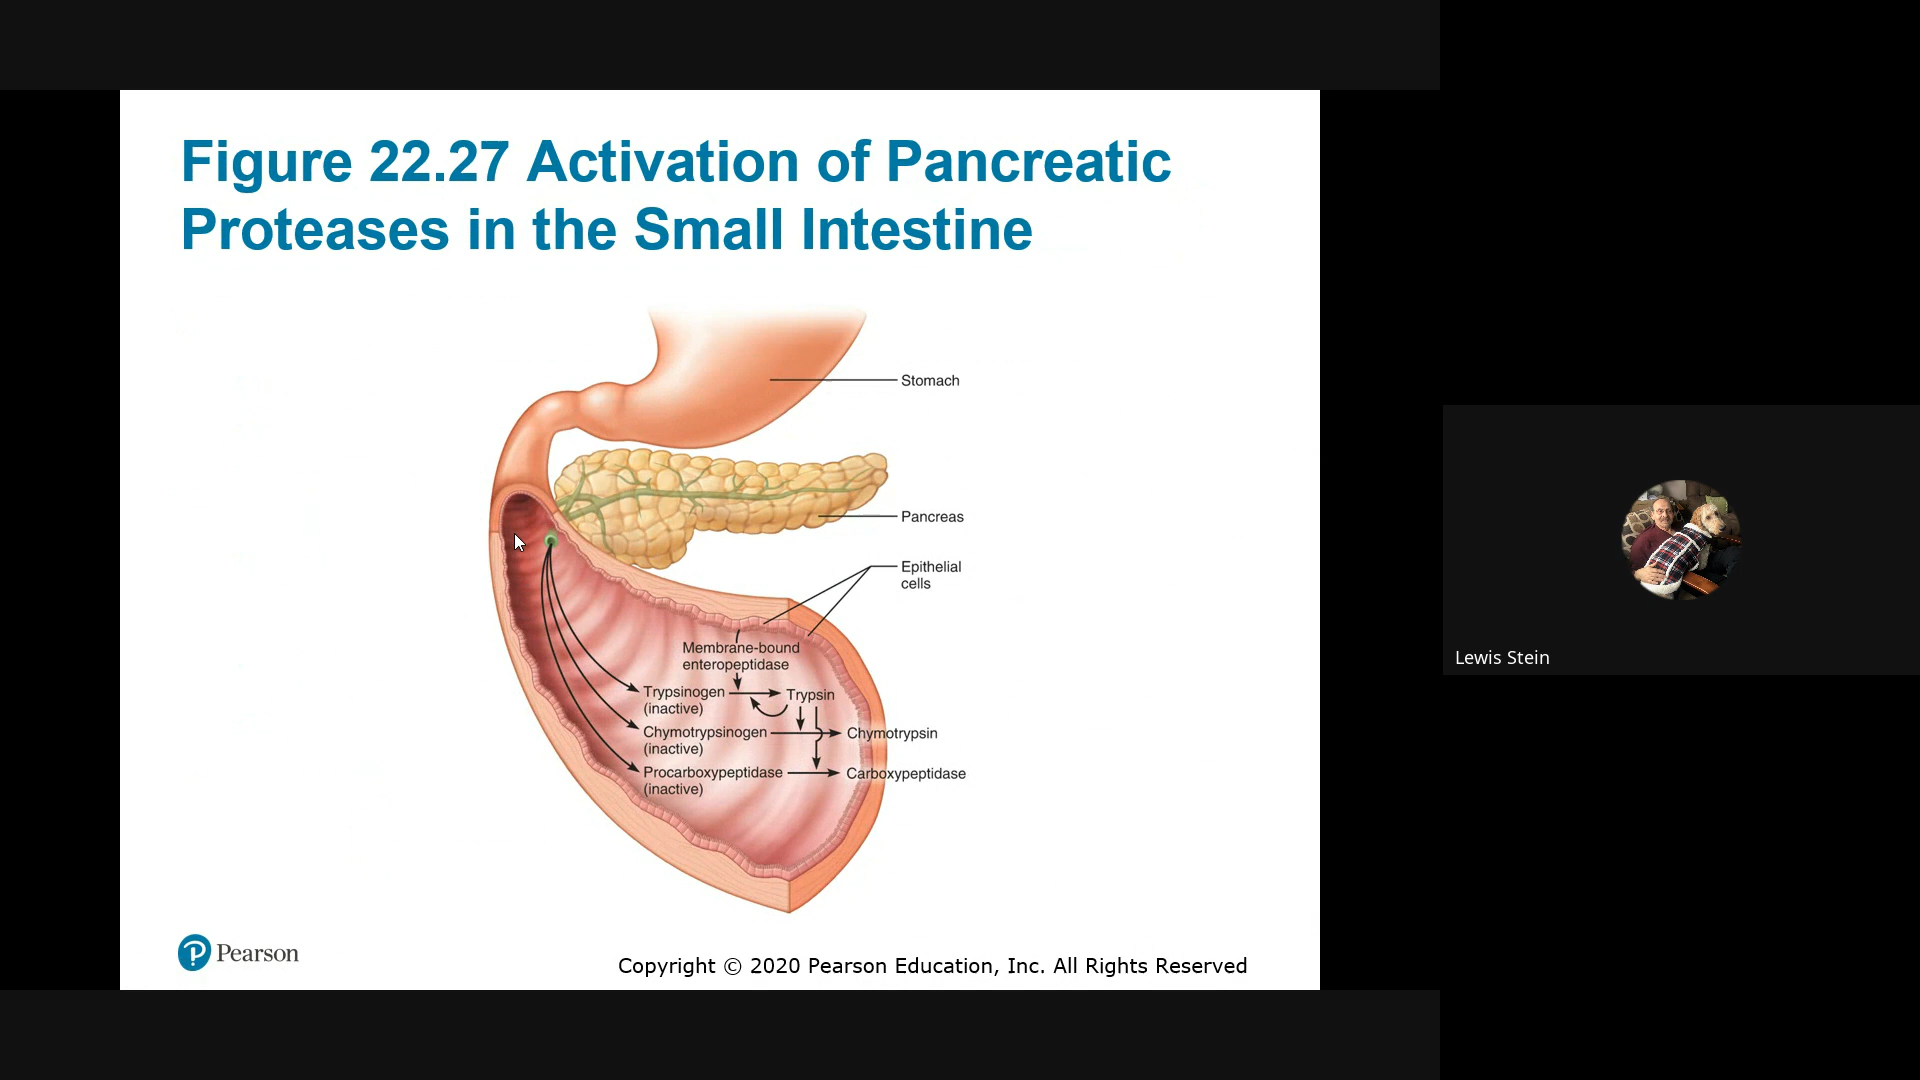 Figure 22.27 Activation of Pancreatic
Proteases in the Small Intestine
Stomach
Pancreas
Epithelial
cells
Membrane-bound
enteropeptidase
Trypsinogen
(inactive)
Trypsin
Chymotrypsinogen
(inactive)
Chymotrypsin
Procarboxypeptidase
(inactive)
Carboxypeptidase
Pearson
Copyright © 2020 Pearson Education, Inc. All Rights Reserved
Lewis Stein